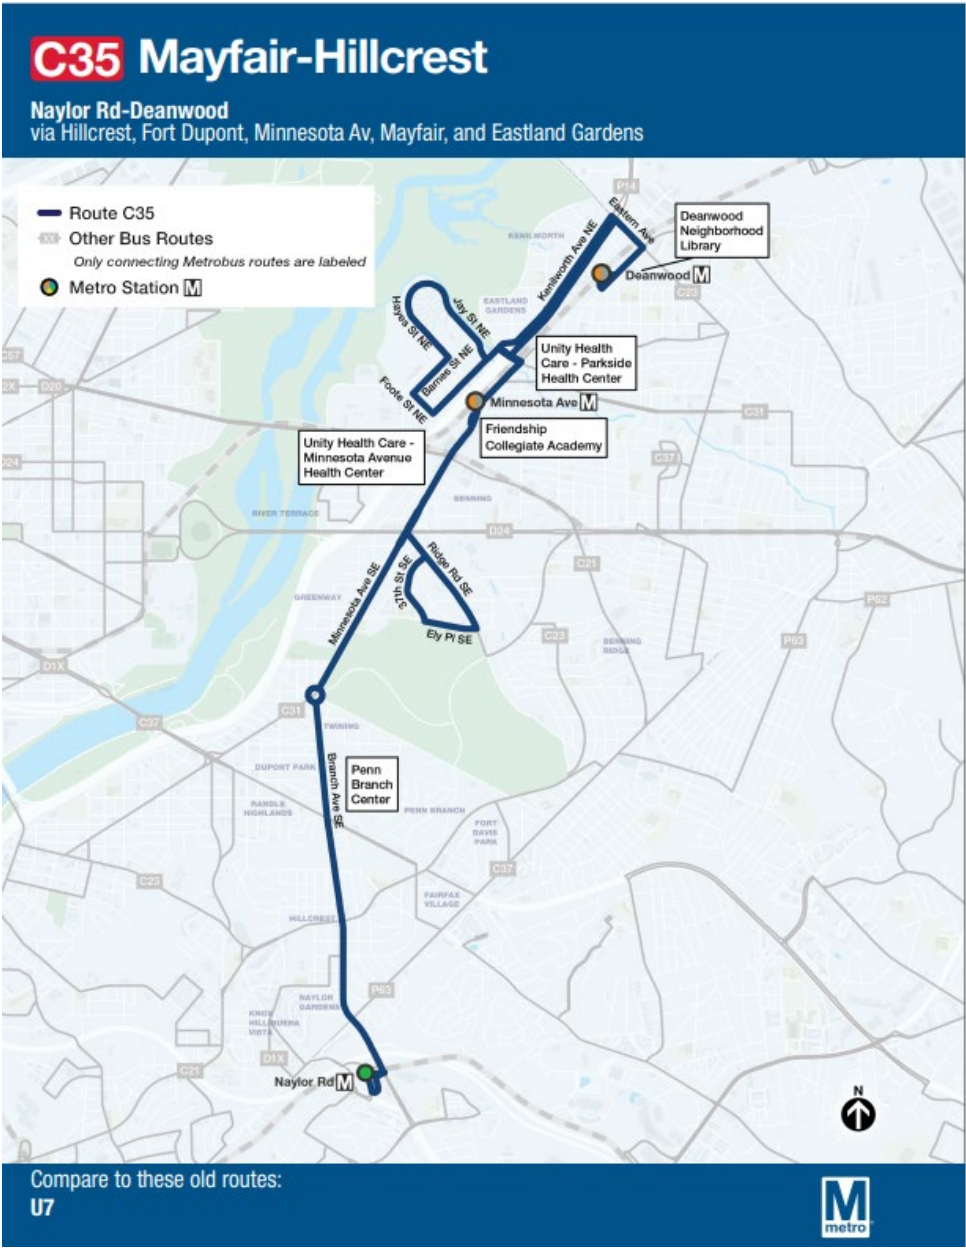 C35 Mayfair-Hillcrest
Naylor Rd-Deanwood
via Hillcrest, Fort Dupont, Minnesota Av, Mayfair, and Eastland Gardens
Route C35
XX Other Bus Routes
Only connecting Metrobus routes are labeled
Metro Station M
P14
Eastern Ave
Deanwood
Neighborhood
Library
KENILWORTH
Kenilworth Ave NE
Deanwood M
C23
Hayes St NE
Jay St NE
EASTLAND
GARDENS
Unity Health
Care - Parkside
Health Center
Barnes St NE
Foote St NE
D20
Minnesota Ave M
C31
Friendship
Collegiate Academy
Unity Health Care -
Minnesota Avenue
Health Center
C37
D24
BENNING
RIVER TERRACE
D24
C21
Minnesota Ave SE
37th St SE
Ridge Rd SE
Ely Pl SE
GREENWAY
P62
C23
BENNING
RIDGE
P63
D1X
C31
C37
TWINING
DUPONT PARK
Branch Ave SE
Penn
Branch
Center
RANDLE
HIGHLANDS
PENN BRANCH
FORT
DAVIS
PARK
C37
C23
FAIRFAX
VILLAGE
HILLCREST
P63
NAYLOR
GARDENS
KNOX
HILL/BUENA
VISTA
D1X
C21
Naylor Rd M
N
Compare to these old routes:
U7
M
metro